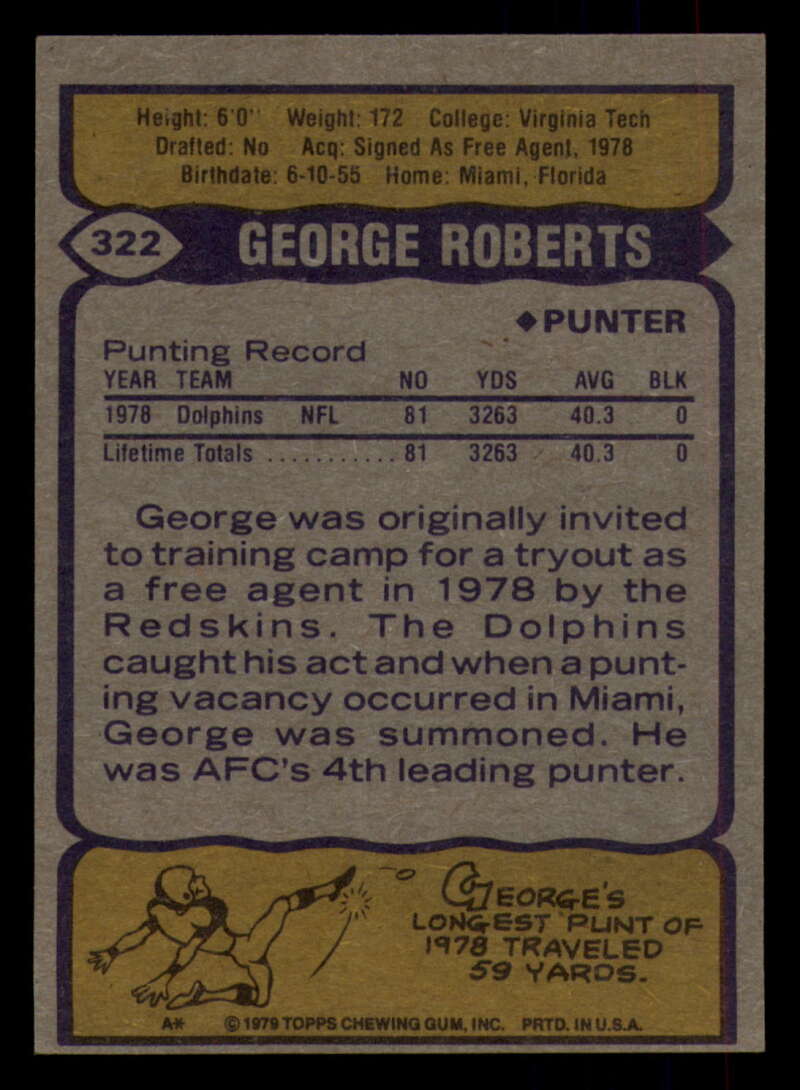 Height: 6'0" Weight: 172 College: Virginia Tech
Drafted: No Acq: Signed As Free Agent, 1978
Birthdate: 6-10-55 Home: Miami, Florida
322 GEORGE ROBERTS
◆PUNTER
Punting Record
YEAR TEAM NO YDS AVG BLK
1978 Dolphins NFL 81 3263 40.3 0
Lifetime Totals ........... 81 3263 40.3 0
George was originally invited
to training camp for a tryout as
a free agent in 1978 by the
Redskins. The Dolphins
caught his act and when a punt-
ing vacancy occurred in Miami,
George was summoned. He
was AFC's 4th leading punter.
GEORGE'S
LONGEST PUNT OF
1978 TRAVELED
59 YARDS.
A* © 1979 TOPPS CHEWING GUM, INC. PRTD. IN U.S.A.